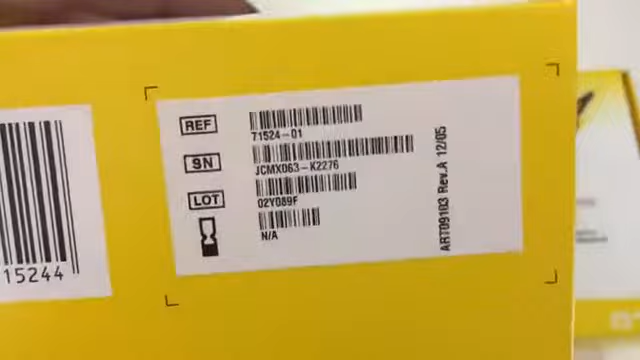 15244
REF
71524-01
SN
JCMX063-K2276
LOT
02Y089F
N/A
ART09103 Rev.A 12/05